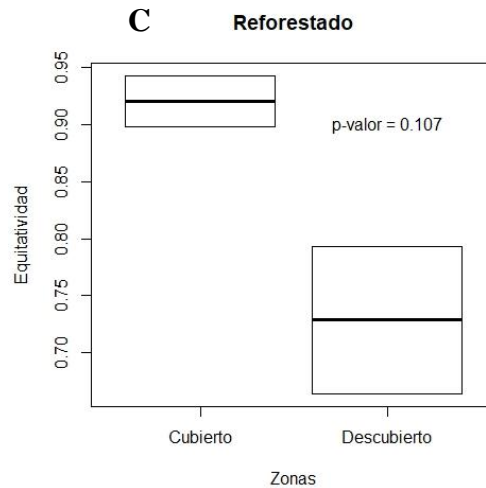 C Reforestado
Equitatividad
0.95
0.90
0.85
0.80
0.75
0.70
p-valor = 0.107
Cubierto Descubierto
Zonas